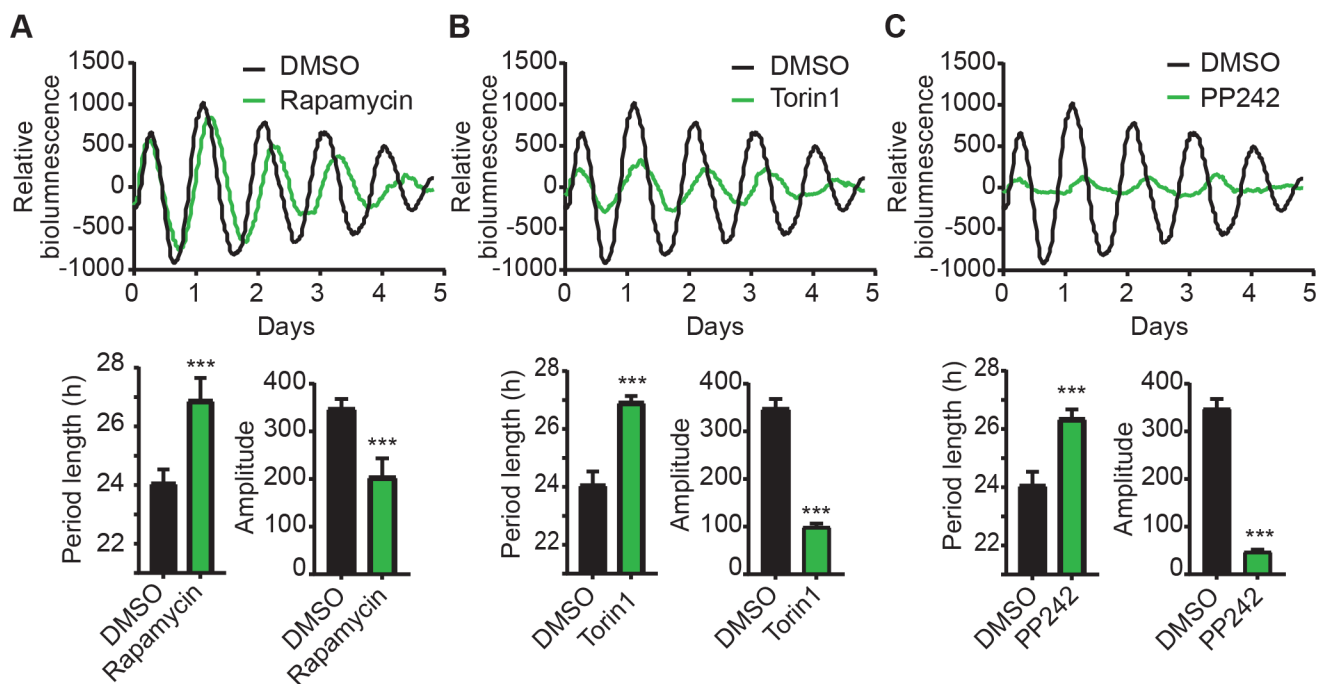 A
Relative
bioluminescence
1500
1000
500
0
-500
-1000
DMSO
Rapamycin
0 1 2 3 4 5
Days
Period length (h)
28
26
24
22
***
DMSO
Rapamycin
Amplitude
400
300
200
100
0
***
DMSO
Rapamycin
B
Relative
bioluminescence
1500
1000
500
0
-500
-1000
DMSO
Torin1
0 1 2 3 4 5
Days
Period length (h)
28
26
24
22
***
DMSO
Torin1
Amplitude
400
300
200
100
0
***
DMSO
Torin1
C
Relative
bioluminescence
1500
1000
500
0
-500
-1000
DMSO
PP242
0 1 2 3 4 5
Days
Period length (h)
28
26
24
22
***
DMSO
PP242
Amplitude
400
300
200
100
0
***
DMSO
PP242